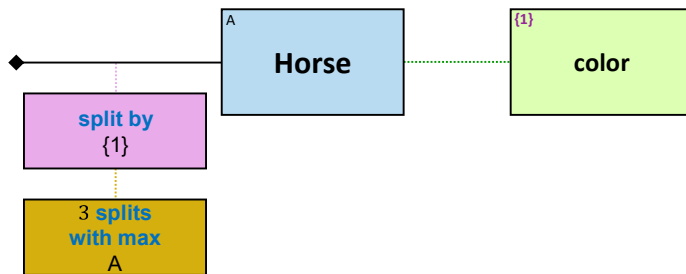 A
Horse
{1}
color
split by
{1}
3 splits
with max
A